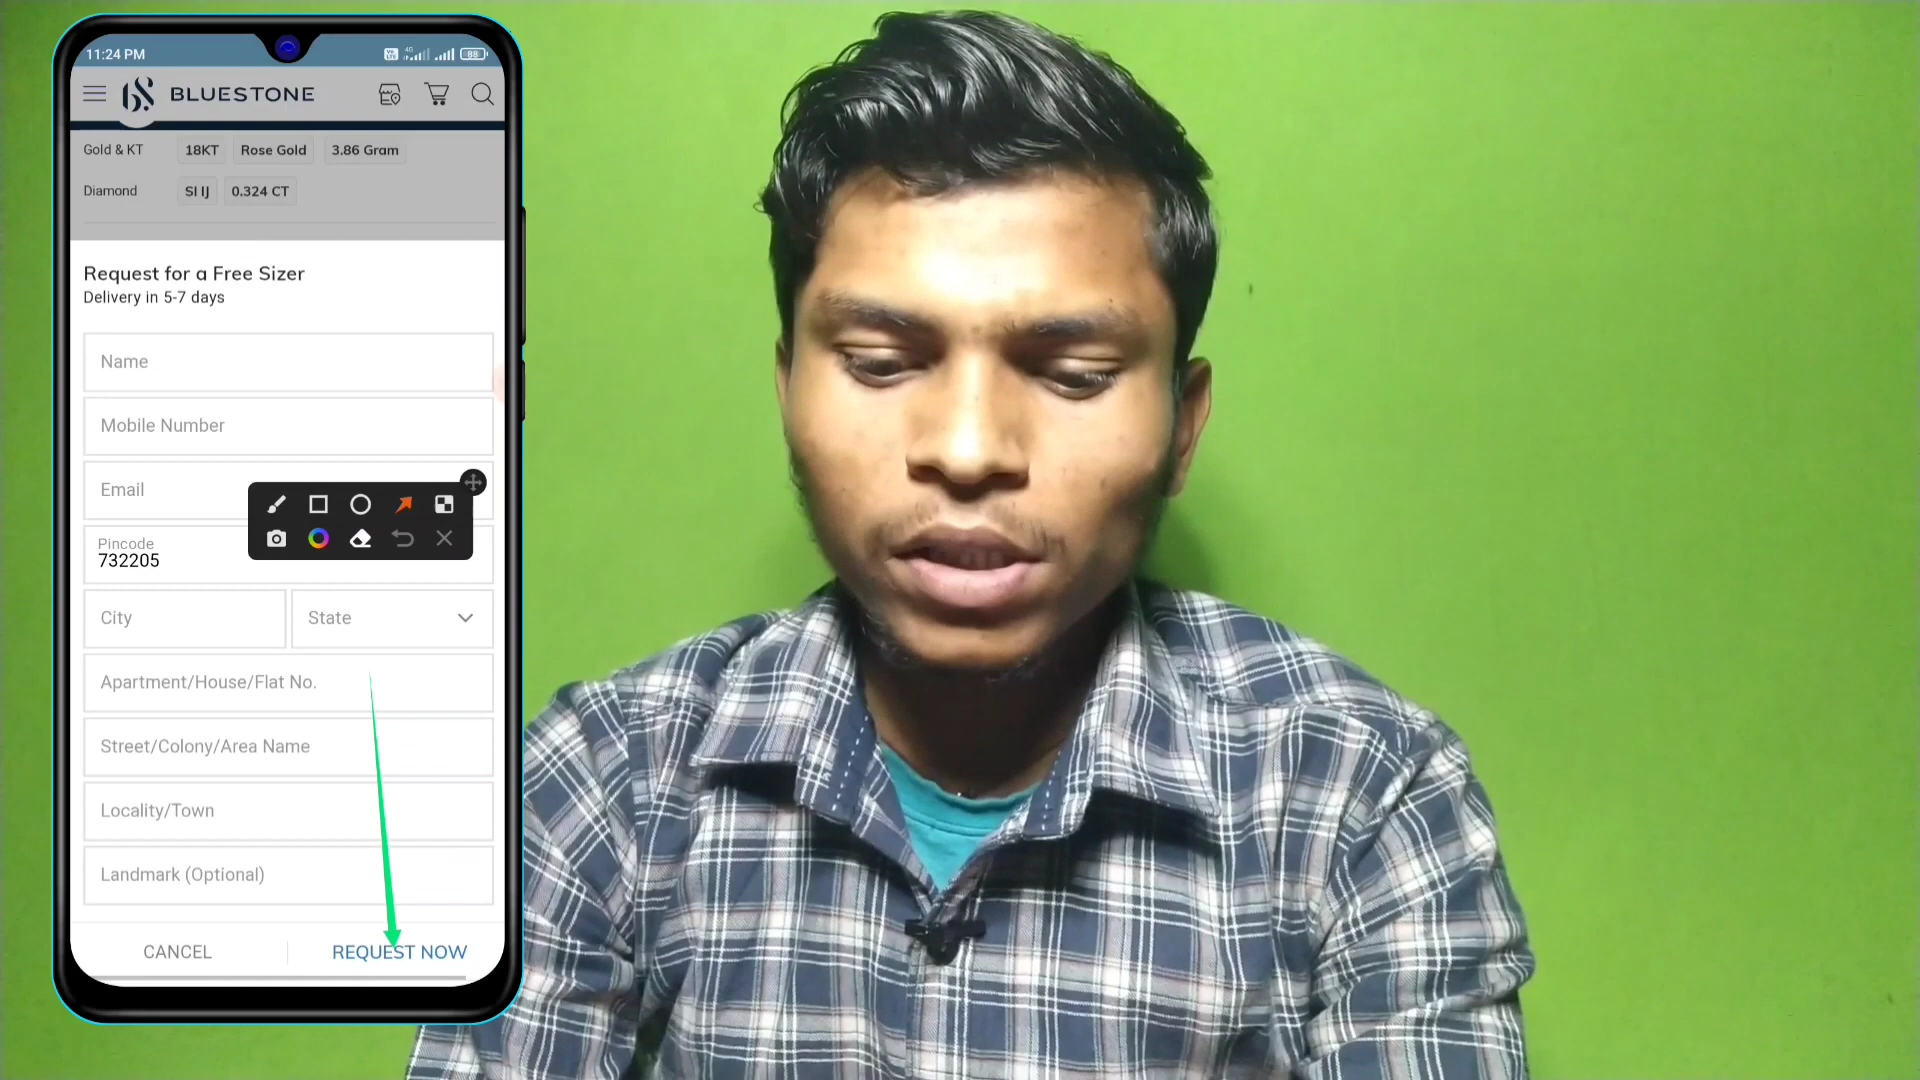 11:24 PM
4G
88
BLUESTONE
Gold & KT 18KT Rose Gold 3.86 Gram
Diamond SI IJ 0.324 CT
Request for a Free Sizer
Delivery in 5-7 days
Name
Mobile Number
Email
Pincode
732205
City State
Apartment/House/Flat No.
Street/Colony/Area Name
Locality/Town
Landmark (Optional)
CANCEL REQUEST NOW